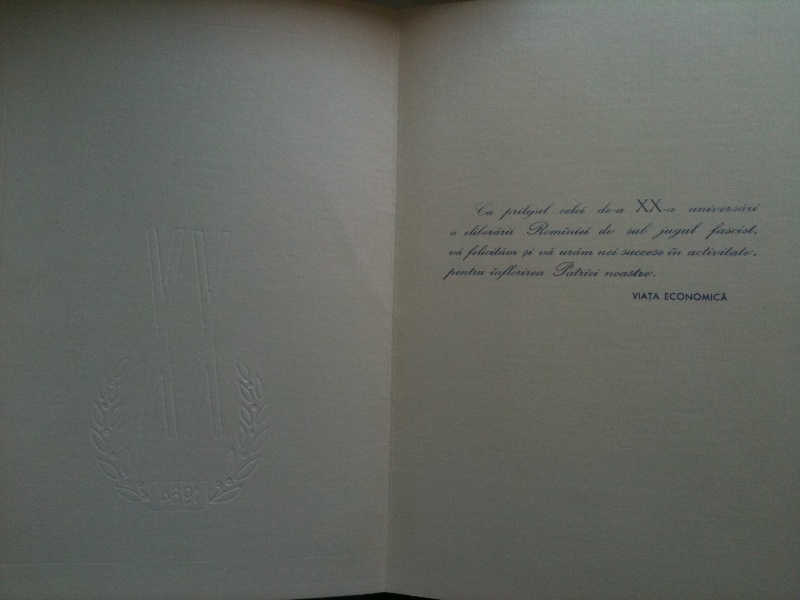 Cu prilejul celei de-a XX-a aniversări
a eliberării Romîniei de sub jugul fascist,
vă felicităm și vă urăm noi succese în activitate,
pentru înflorirea Patriei noastre.
VIAȚA ECONOMICĂ